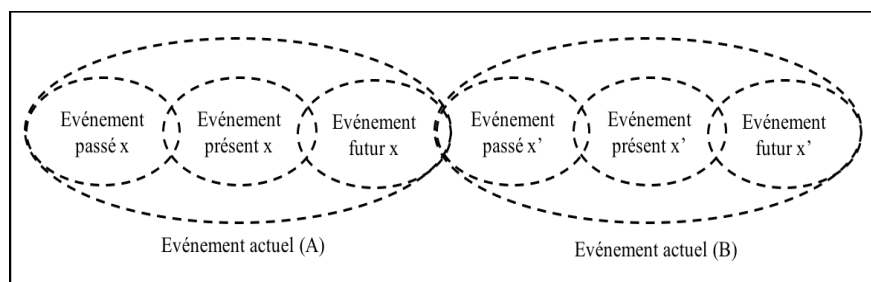 Evénement
passé x
Evénement
présent x
Evénement
futur x
Evénement
passé x’
Evénement
présent x’
Evénement
futur x’
Evénement actuel (A)
Evénement actuel (B)